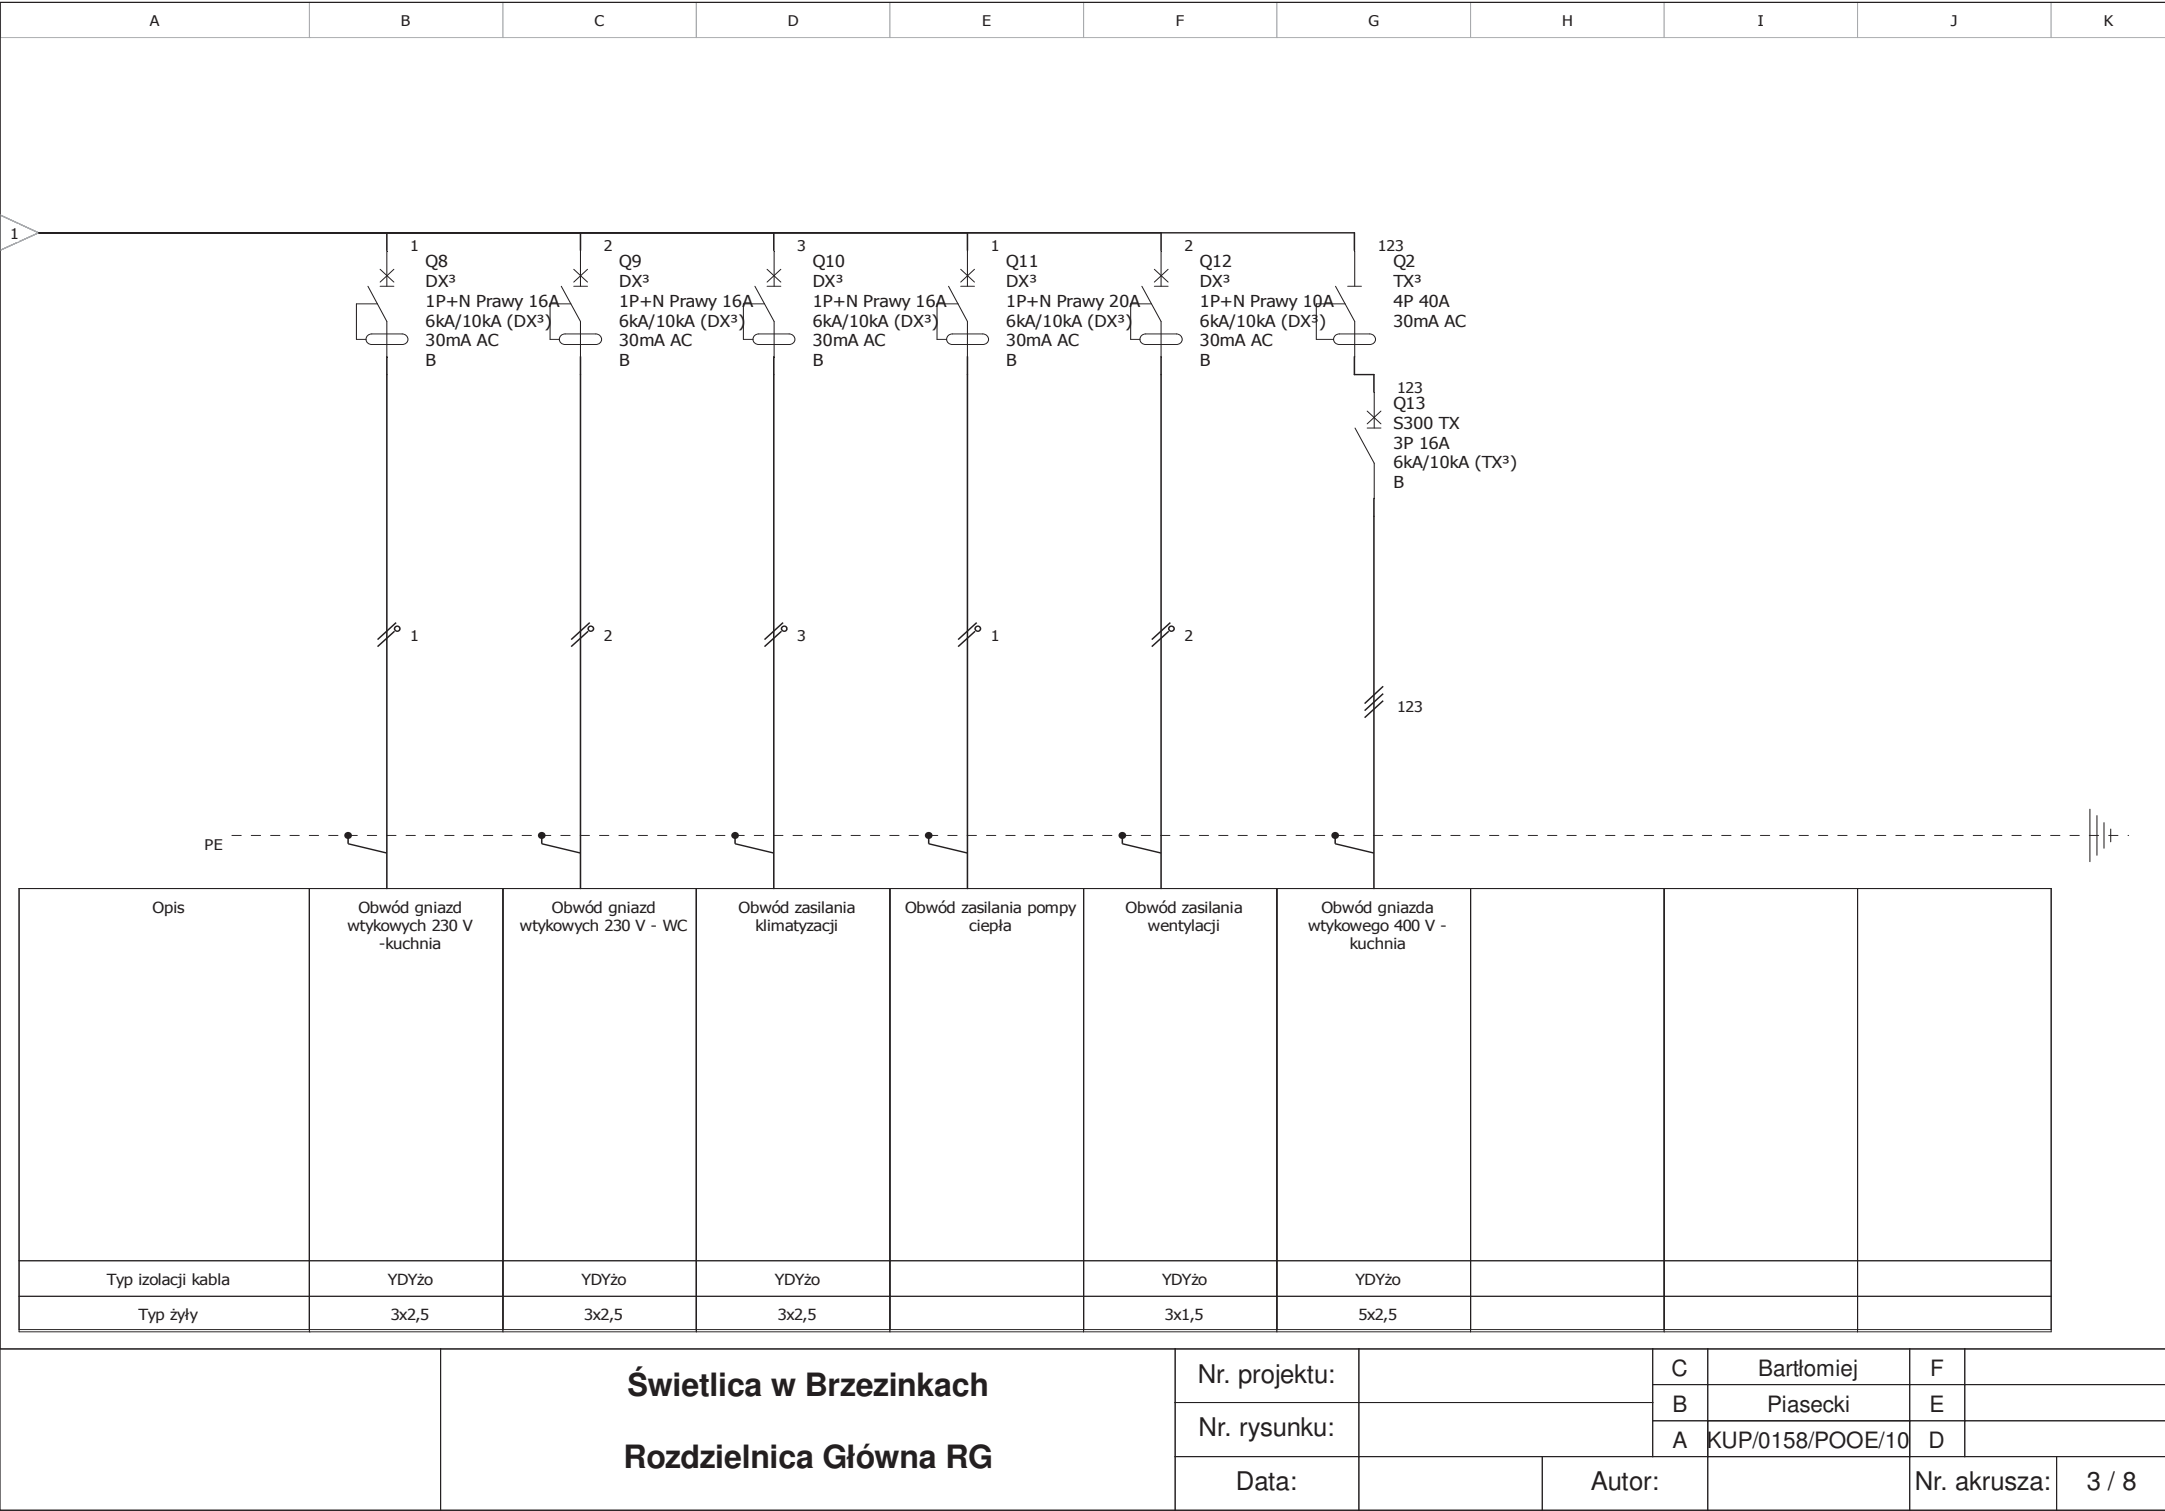 A B C D E F G H I J K
1
1 2 3 1 2 123
Q8 Q9 Q10 Q11 Q12 Q2
DX³ DX³ DX³ DX³ DX³ TX³
1P+N Prawy 16A 1P+N Prawy 16A 1P+N Prawy 16A 1P+N Prawy 20A 1P+N Prawy 10A 4P 40A
6kA/10kA (DX³) 6kA/10kA (DX³) 6kA/10kA (DX³) 6kA/10kA (DX³) 6kA/10kA (DX³) 30mA AC
30mA AC 30mA AC 30mA AC 30mA AC 30mA AC
B B B B B
123
Q13
S300 TX
3P 16A
6kA/10kA (TX³)
B
1 2 3 1 2
123
PE
Opis Obwód gniazd Obwód gniazd Obwód zasilania Obwód zasilania pompy Obwód zasilania Obwód gniazda
wtykowych 230 V wtykowych 230 V - WC klimatyzacji ciepła wentylacji wtykowego 400 V -
-kuchnia kuchnia
Typ izolacji kabla YDYżo YDYżo YDYżo YDYżo YDYżo
Typ żyły 3x2,5 3x2,5 3x2,5 3x1,5 5x2,5
Świetlica w Brzezinkach
Rozdzielnica Główna RG
Nr. projektu:
Nr. rysunku:
Data:
Autor:
C Bartłomiej F
B Piasecki E
A KUP/0158/POOE/10 D
Nr. akrusza: 3 / 8